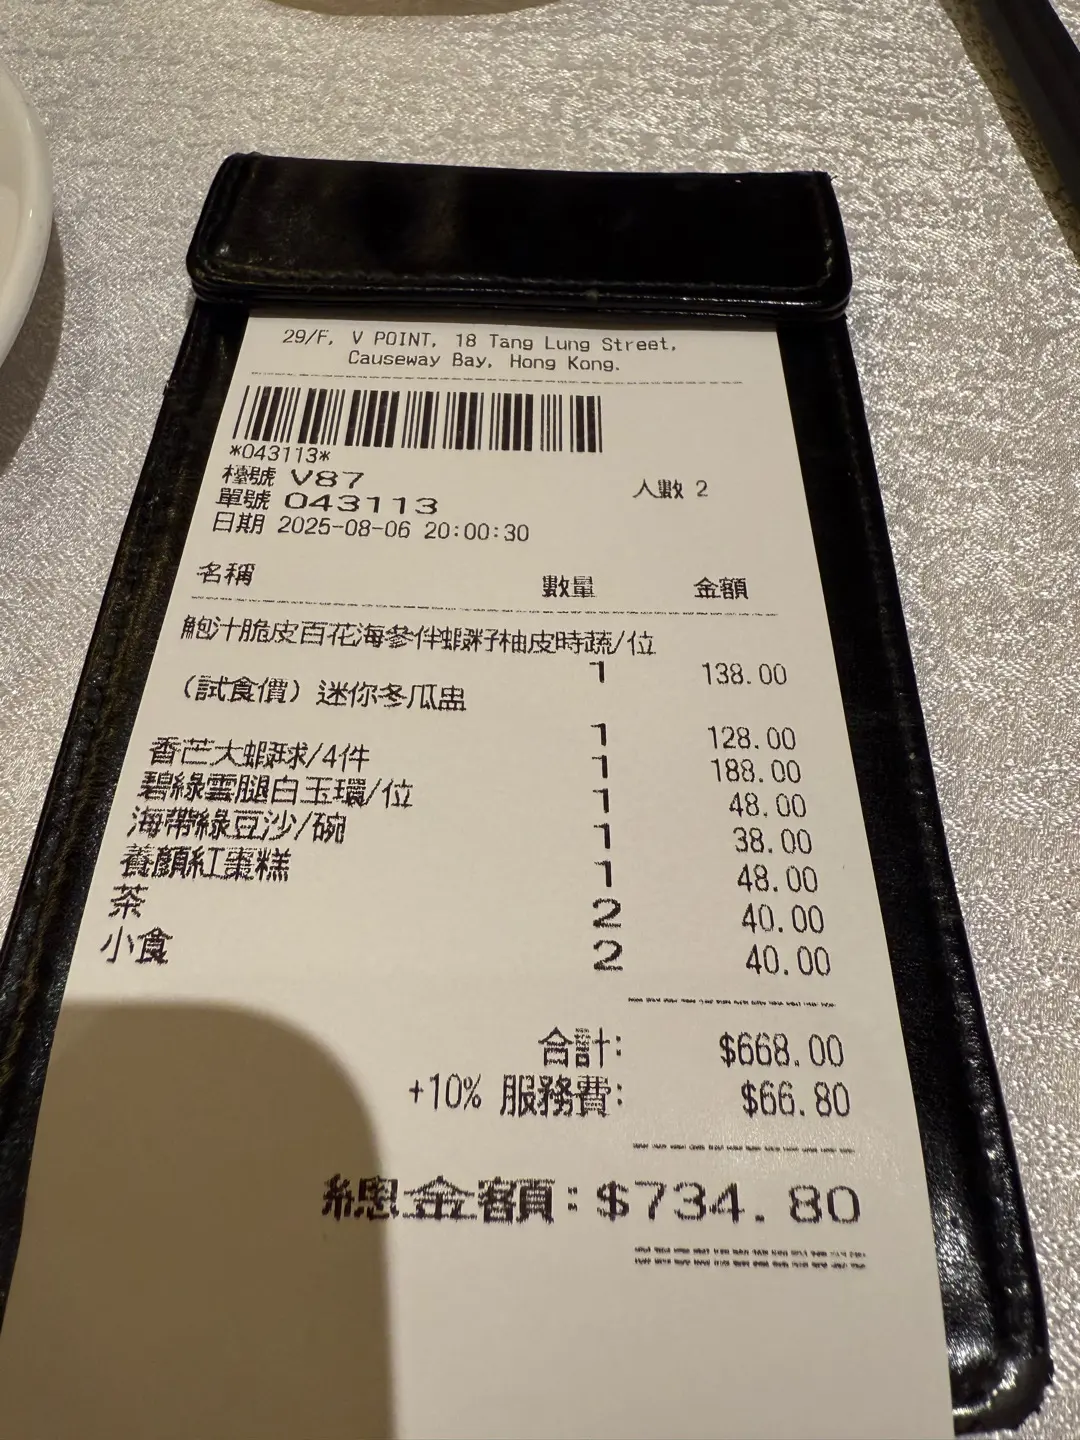 29/F, V POINT, 18 Tang Lung Street,
Causeway Bay, Hong Kong.
*043113*
檯號 V87 人數 2
單號 043113
日期 2025-08-06 20:00:30
名稱 數量 金額
鮑汁脆皮百花海參伴蝦籽柚皮時蔬/位
1 138.00
(試食價) 迷你冬瓜盅
1 128.00
香芒大蝦球/4件 1 188.00
碧綠雲腿白玉環/位 1 48.00
海帶綠豆沙/碗 1 38.00
養顏紅棗糕 1 48.00
茶 2 40.00
小食 2 40.00
合計: $668.00
+10% 服務費: $66.80
總金額:$734.80